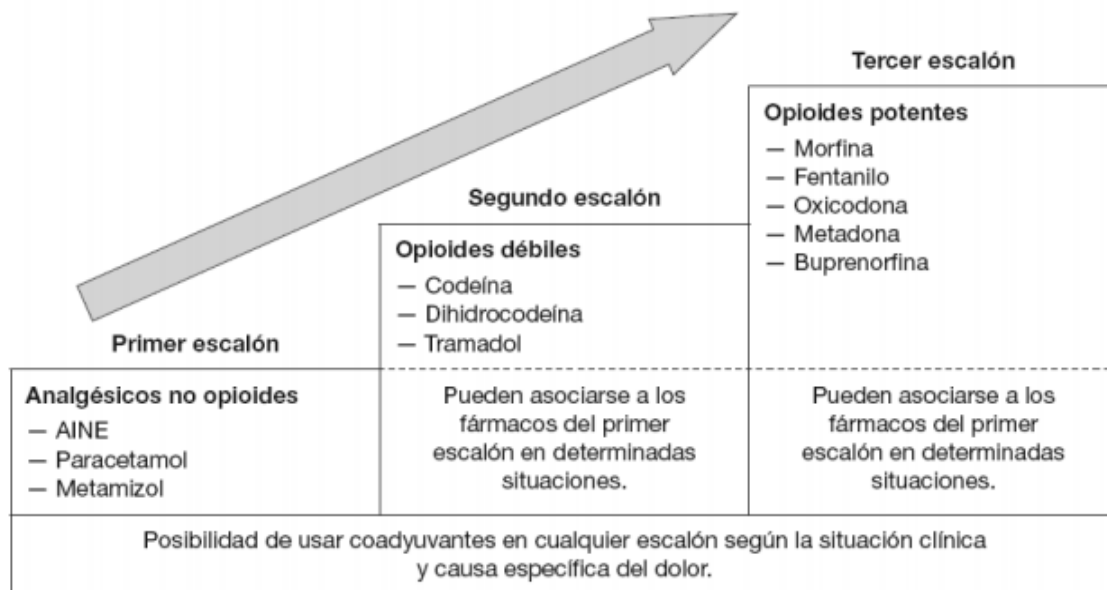 Tercer escalón
Opioides potentes
— Morfina
— Fentanilo
— Oxicodona
— Metadona
— Buprenorfina
Segundo escalón
Opioides débiles
— Codeína
— Dihidrocodeína
— Tramadol
Primer escalón
Analgésicos no opioides
— AINE
— Paracetamol
— Metamizol
Pueden asociarse a los
fármacos del primer
escalón en determinadas
situaciones.
Pueden asociarse a los
fármacos del primer
escalón en determinadas
situaciones.
Posibilidad de usar coadyuvantes en cualquier escalón según la situación clínica
y causa específica del dolor.